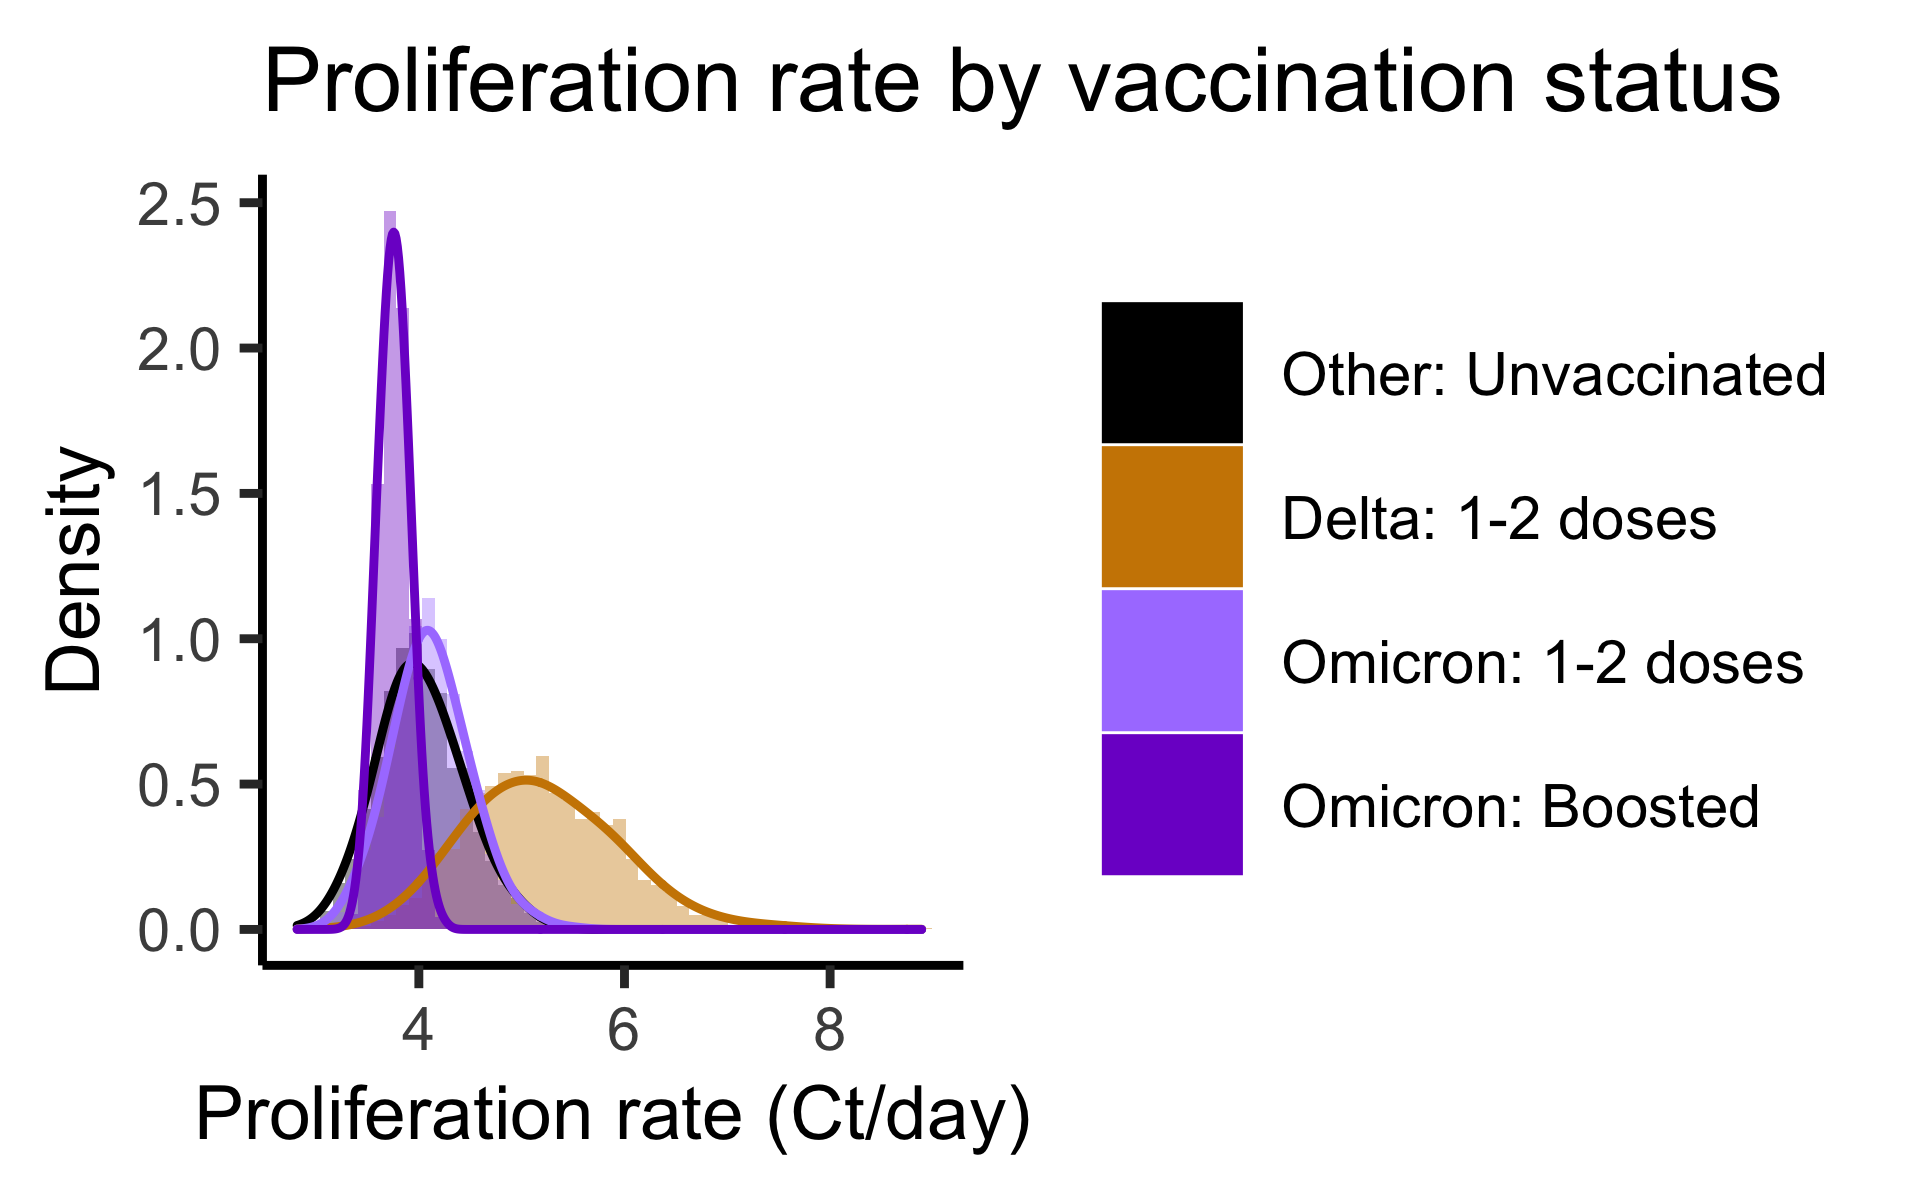 Proliferation rate by vaccination status
2.5
2.0
1.5
1.0
0.5
0.0
Density
4 6 8
Proliferation rate (Ct/day)
Other: Unvaccinated
Delta: 1-2 doses
Omicron: 1-2 doses
Omicron: Boosted